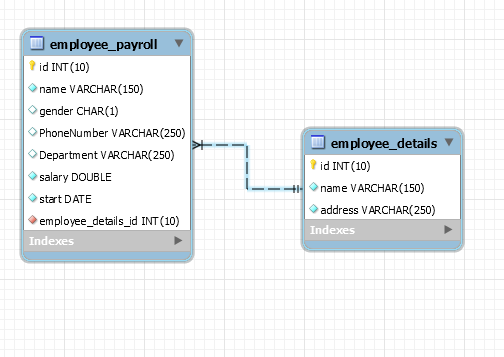 employee_payroll
id INT(10)
name VARCHAR(150)
gender CHAR(1)
PhoneNumber VARCHAR(250)
Department VARCHAR(250)
salary DOUBLE
start DATE
employee_details_id INT(10)
Indexes
employee_details
id INT(10)
name VARCHAR(150)
address VARCHAR(250)
Indexes